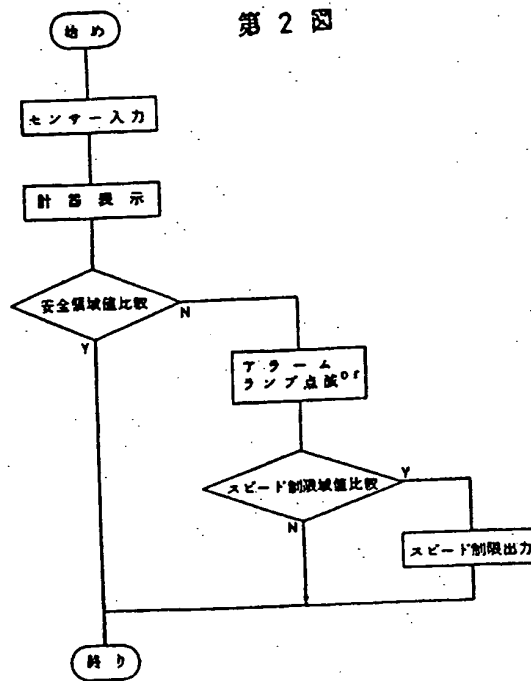 第2図
始め
センサー入力
計器表示
安全領域値比較
N
Y
アラーム
ランプ点滅or
スピード制限域値比較
Y
N
スピード制限出力
終り